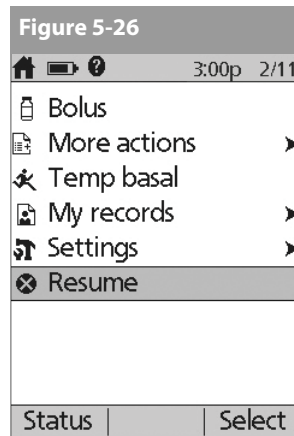 Figure 5-26
3:00p 2/11
Bolus
More actions
Temp basal
My records
Settings
Resume
Status Select